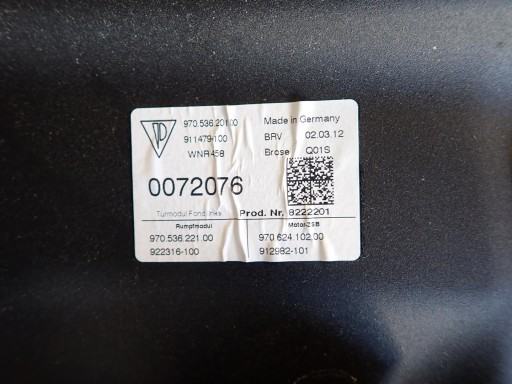 970.536.201.00 Made in Germany
911479-100 BRV 02.03.12
WNR458 Brose Q01S
0072076
Turmodul Fond links Prod. Nr. 8222201
Rumpfmodul Motor-ZSB
970.536.221.00 970.624.102.00
922316-100 912982-101